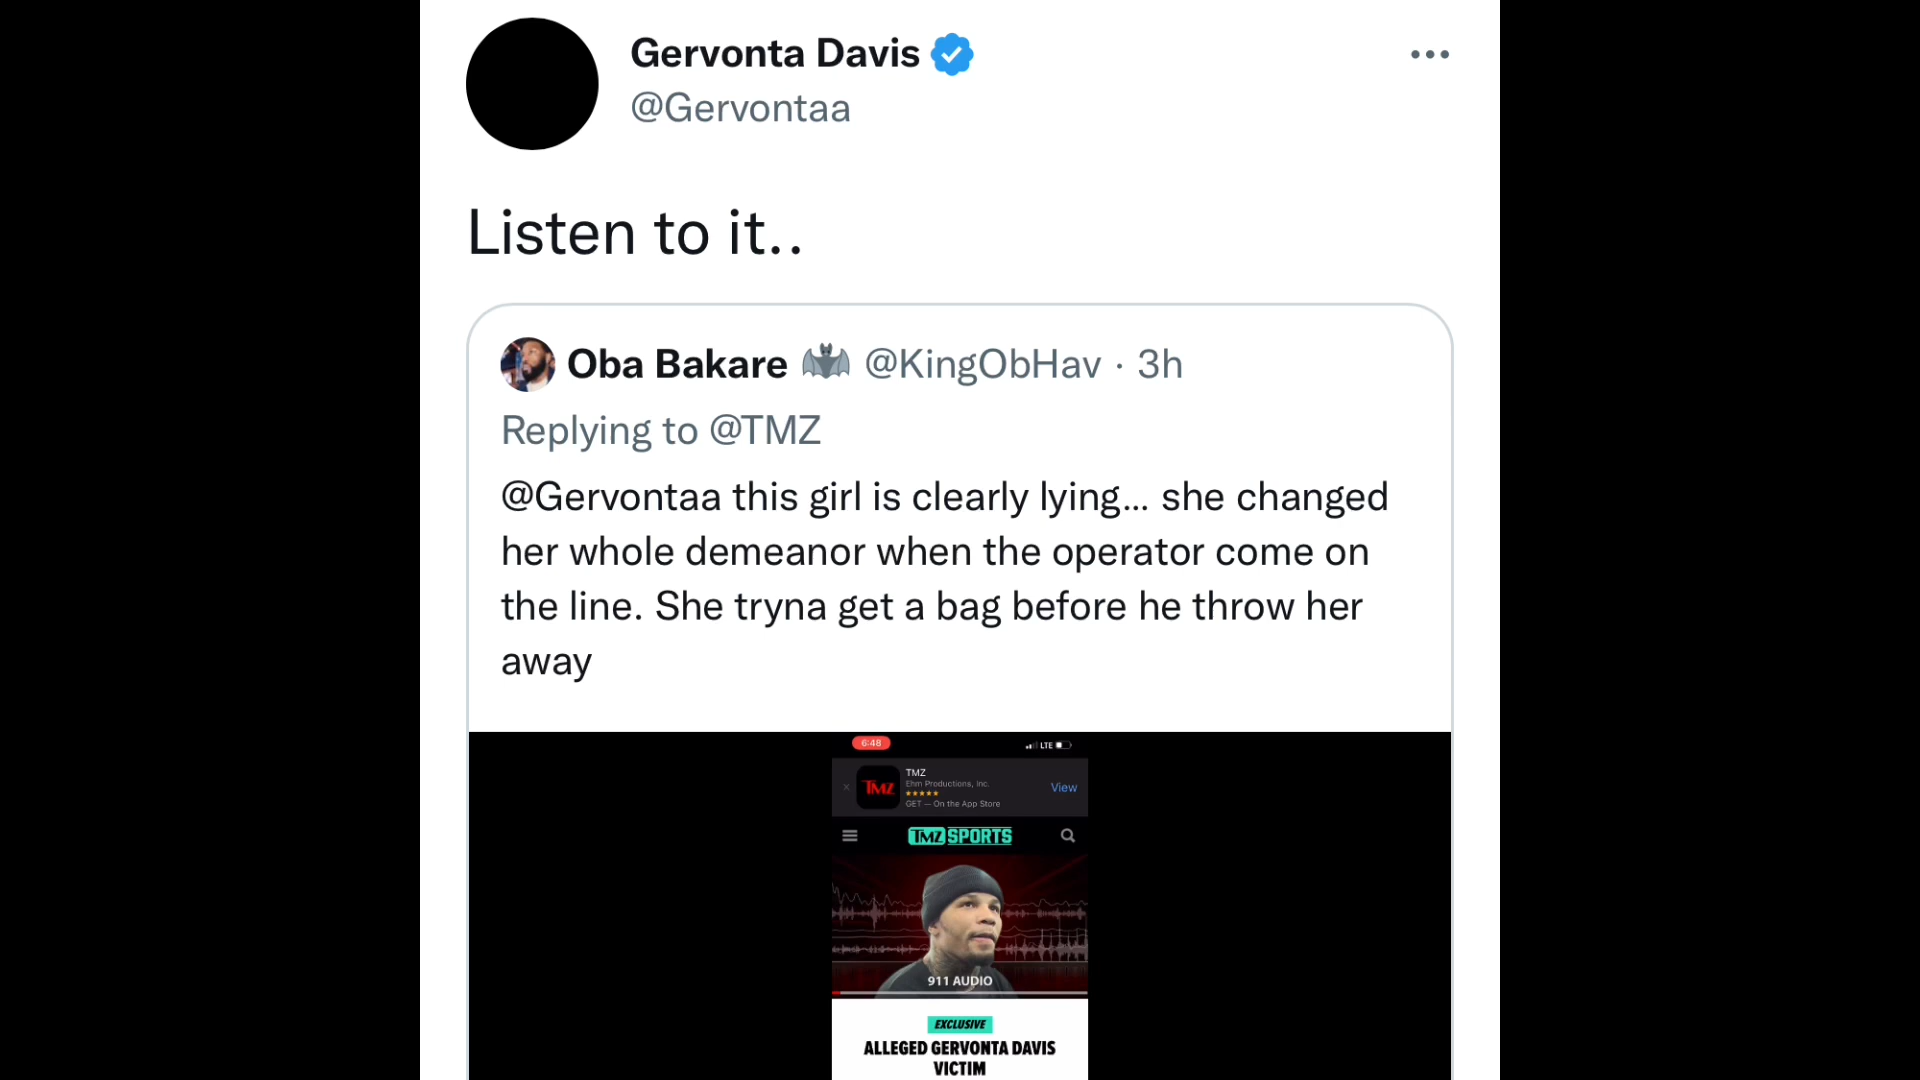 Gervonta Davis
@Gervontaa
Listen to it..
Oba Bakare 🦇 @KingObHav · 3h
Replying to @TMZ
@Gervontaa this girl is clearly lying... she changed
her whole demeanor when the operator come on
the line. She tryna get a bag before he throw her
away
6:48
LTE
TMZ
TMZ
Ehm Productions, Inc.
★★★★★
GET — On the App Store
View
TMZ SPORTS
911 AUDIO
EXCLUSIVE
ALLEGED GERVONTA DAVIS
VICTIM